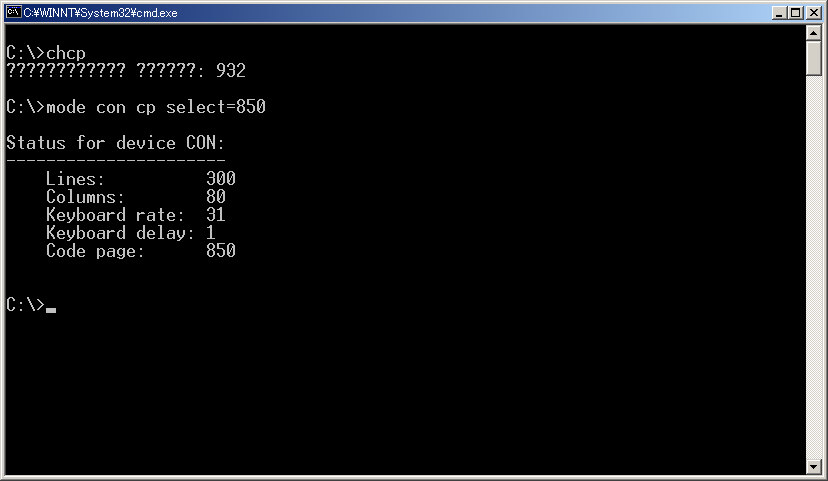 C:\ C:¥WINNT¥System32¥cmd.exe
C:\>chcp
???????????? ??????: 932
C:\>mode con cp select=850
Status for device CON:
----------------------
Lines: 300
Columns: 80
Keyboard rate: 31
Keyboard delay: 1
Code page: 850
C:\>